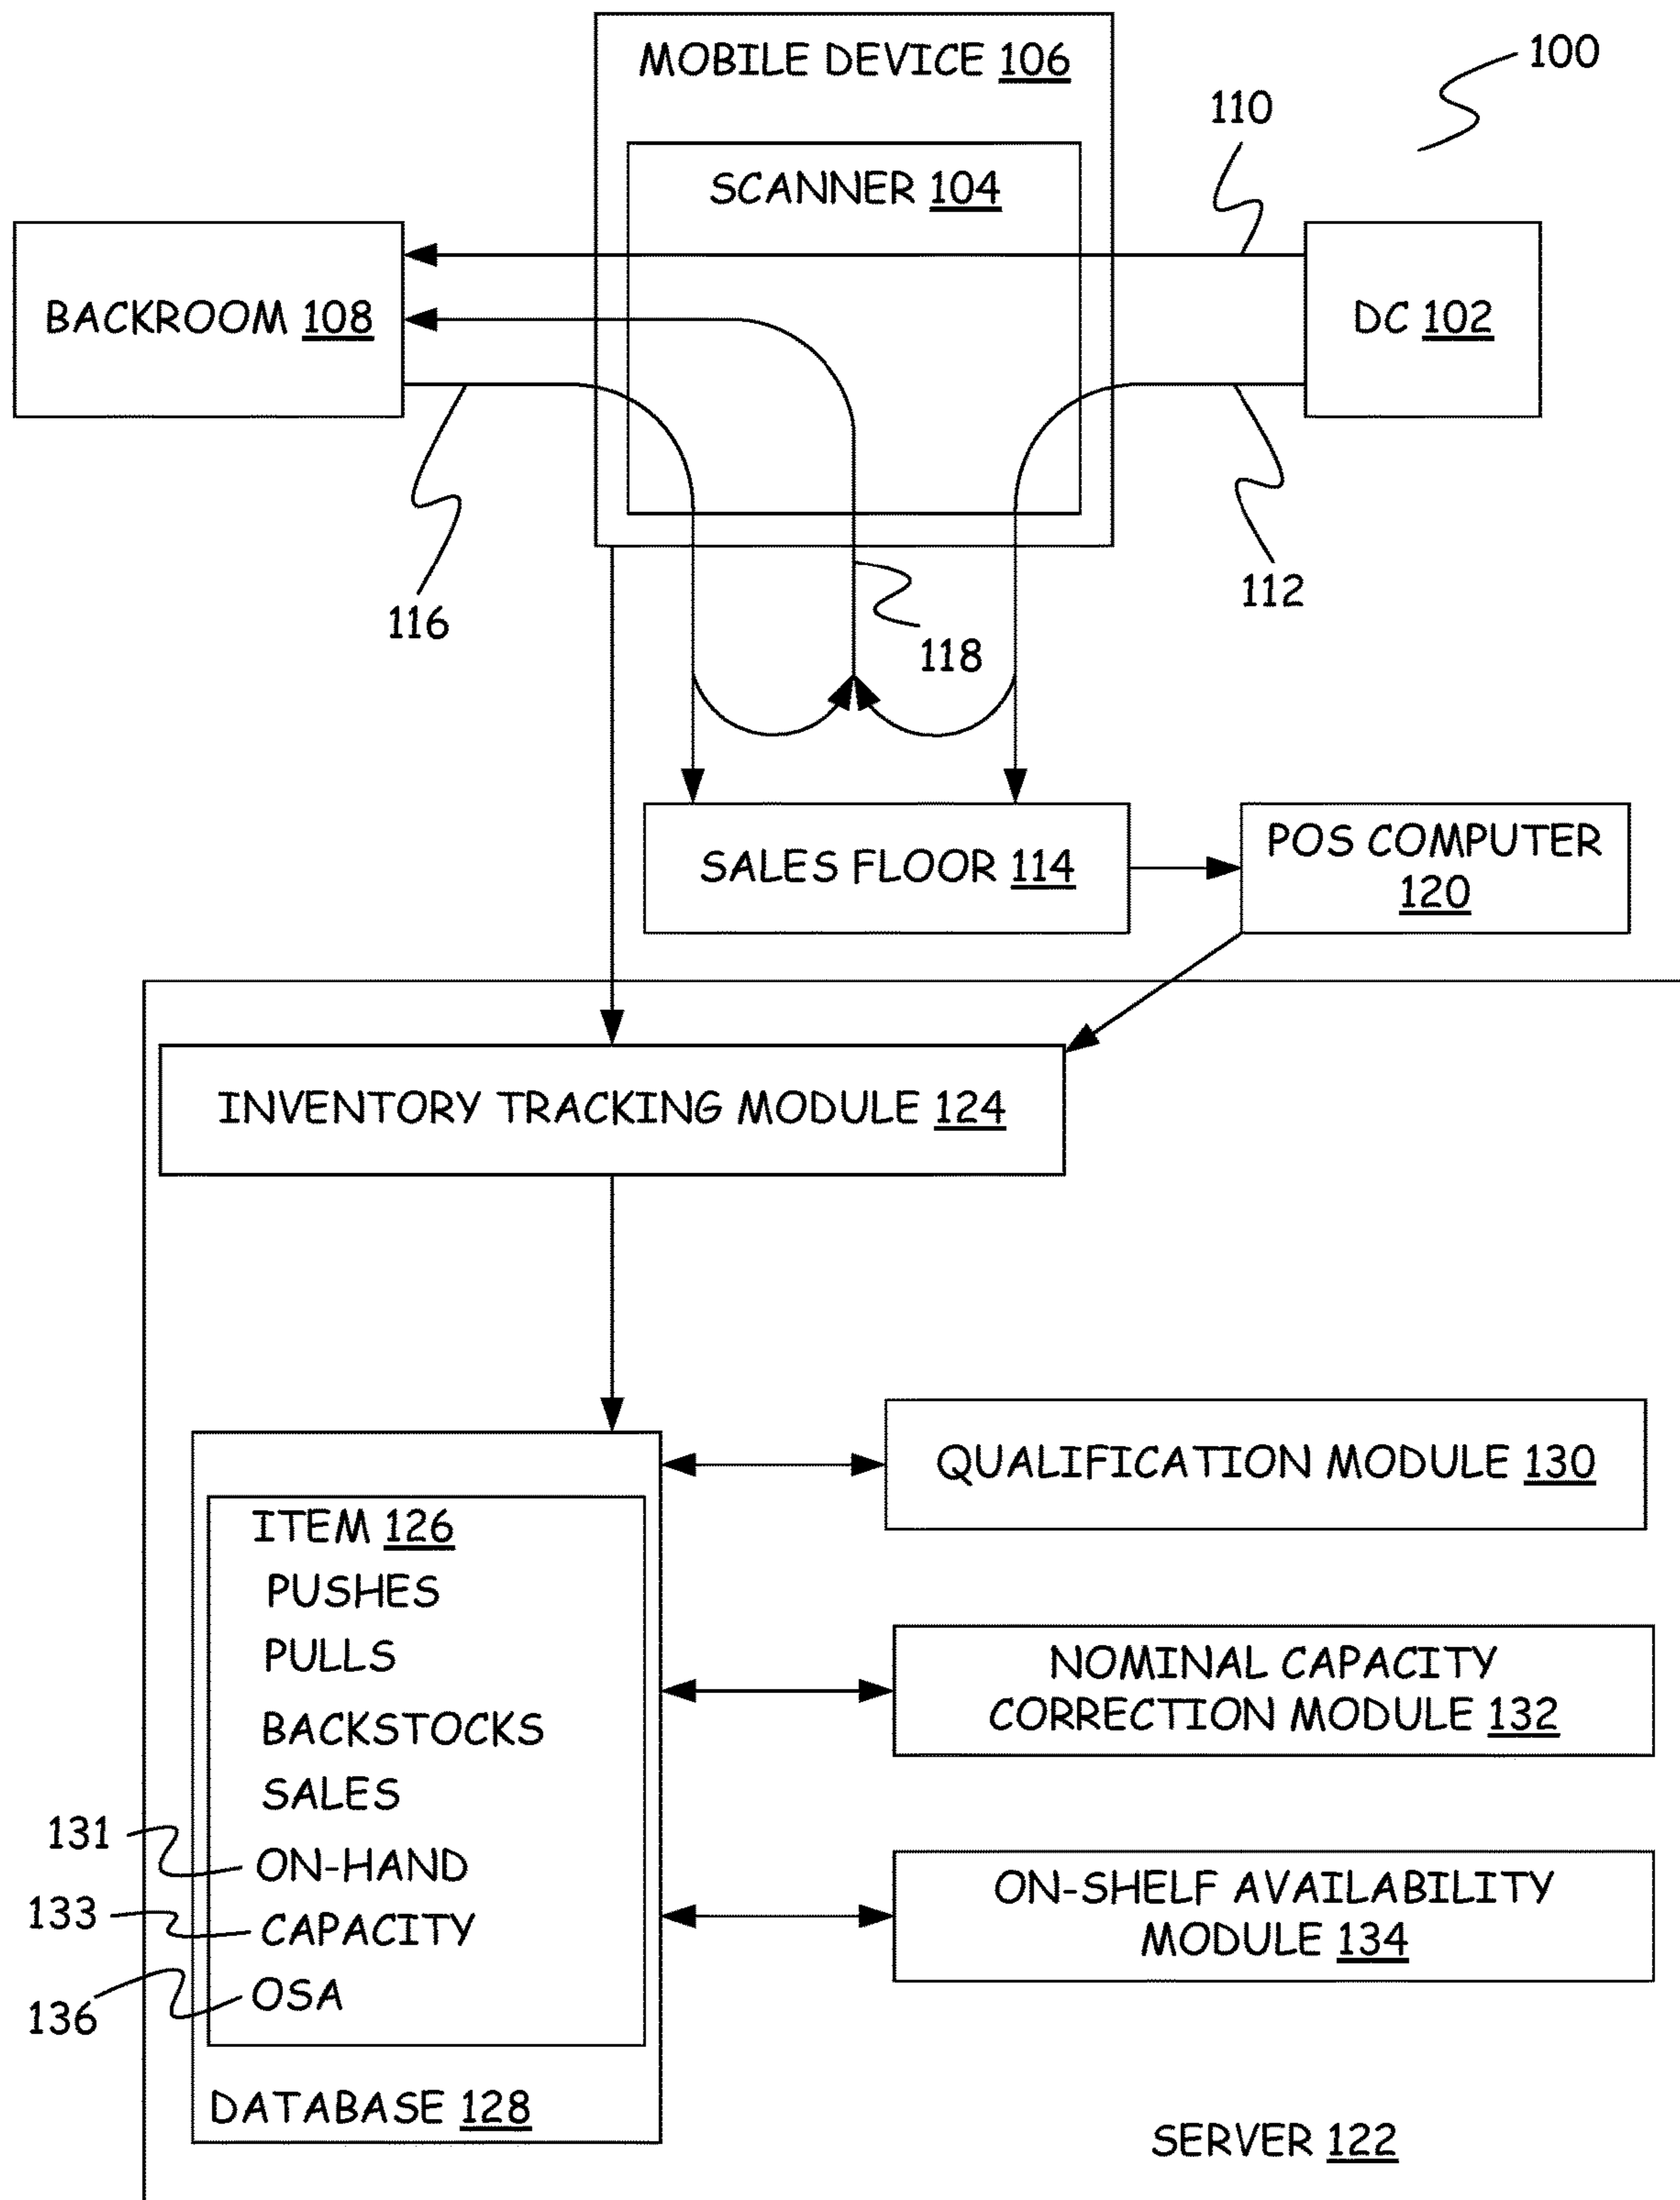 MOBILE DEVICE 106
100
110
SCANNER 104
BACKROOM 108
DC 102
116
112
118
SALES FLOOR 114
POS COMPUTER
120
INVENTORY TRACKING MODULE 124
QUALIFICATION MODULE 130
ITEM 126
PUSHES
PULLS
BACKSTOCKS
SALES
131
ON-HAND
133
CAPACITY
136
OSA
NOMINAL CAPACITY
CORRECTION MODULE 132
ON-SHELF AVAILABILITY
MODULE 134
DATABASE 128
SERVER 122